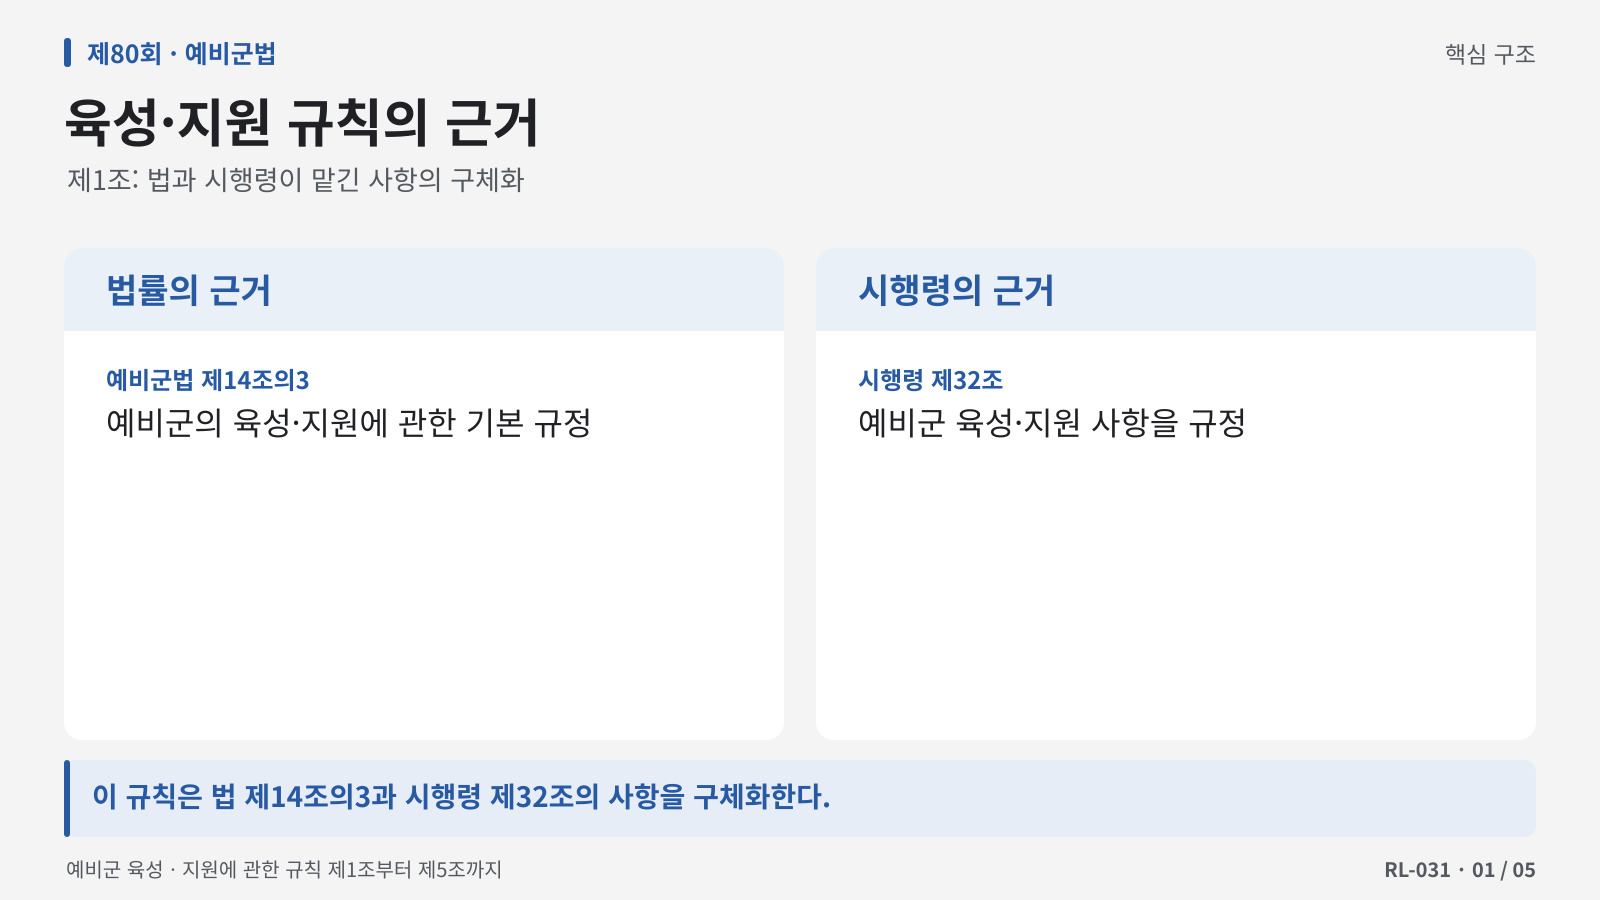 제80회 · 예비군법
핵심 구조
육성·지원 규칙의 근거
제1조: 법과 시행령이 맡긴 사항의 구체화
법률의 근거
예비군법 제14조의3
예비군의 육성·지원에 관한 기본 규정
시행령의 근거
시행령 제32조
예비군 육성·지원 사항을 규정
이 규칙은 법 제14조의3과 시행령 제32조의 사항을 구체화한다.
예비군 육성 · 지원에 관한 규칙 제1조부터 제5조까지
RL-031 · 01 / 05